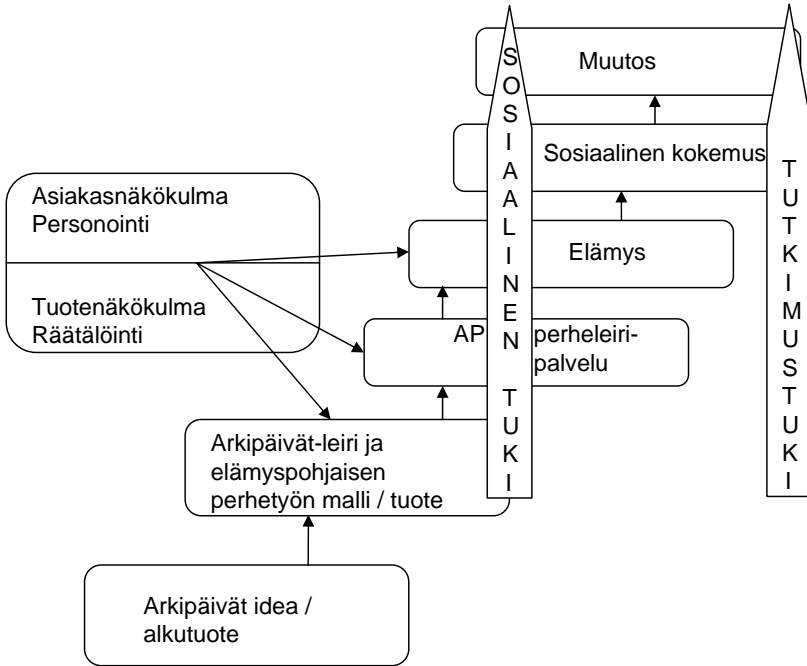 Muutos
Sosiaalinen kokemus
Asiakasnäkökulma
Personointi
Elämys
Tuotenäkökulma
Räätälöinti
AP perheleiri-
palvelu
Arkipäivät-leiri ja
elämyspohjaisen
perhetyön malli / tuote
Arkipäivät idea /
alkutuote
SOSIAALINEN TUKI
TUTKIMUSTUKI